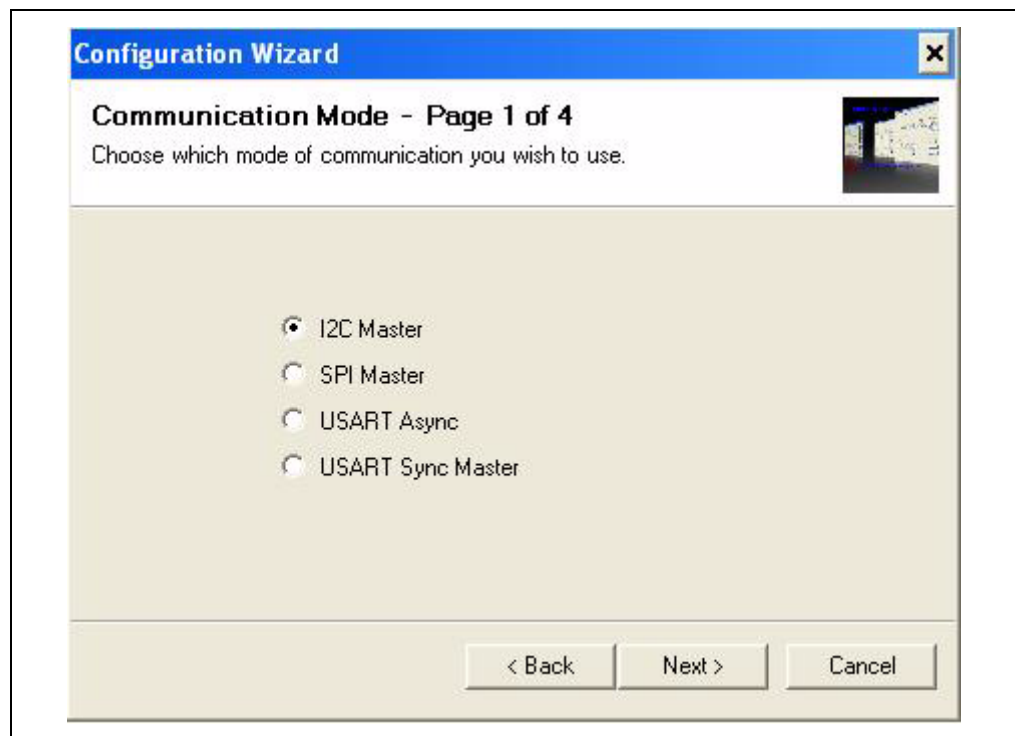 Configuration Wizard
Communication Mode - Page 1 of 4
Choose which mode of communication you wish to use.
I2C Master
SPI Master
USART Async
USART Sync Master
< Back
Next >
Cancel